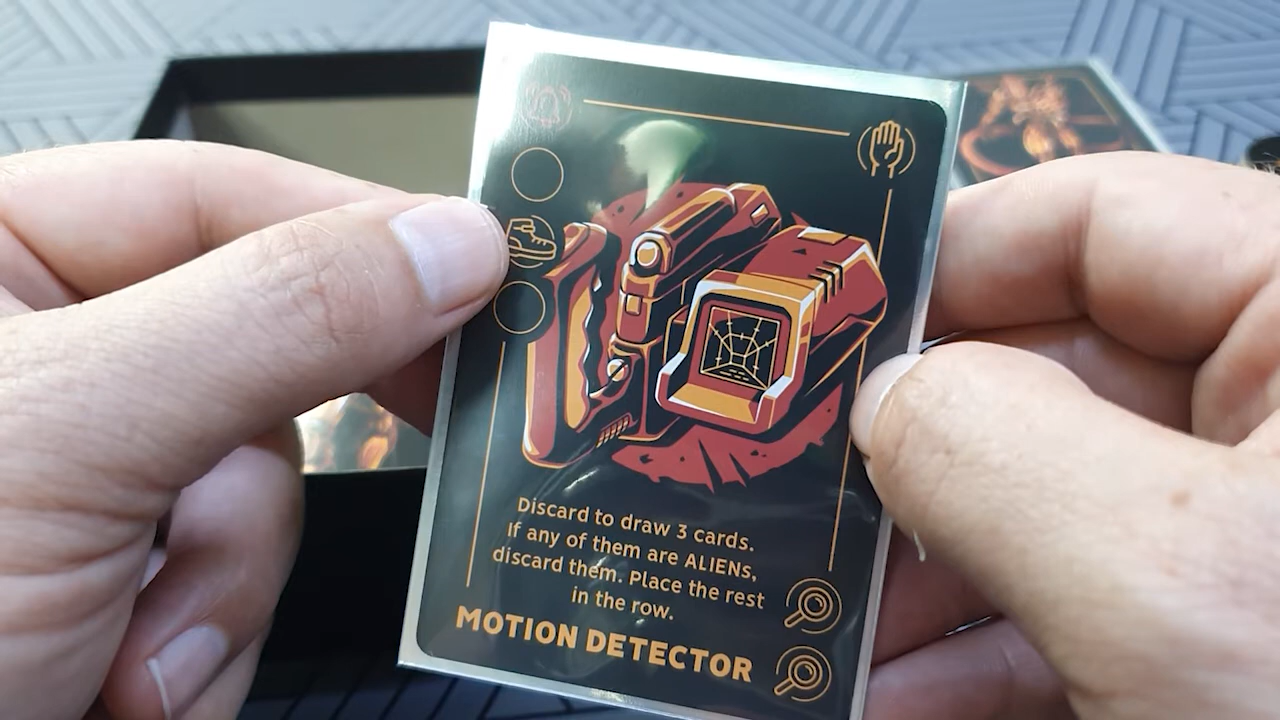 Discard to draw 3 cards.
If any of them are ALIENs,
discard them. Place the rest
in the row.
MOTION DETECTOR